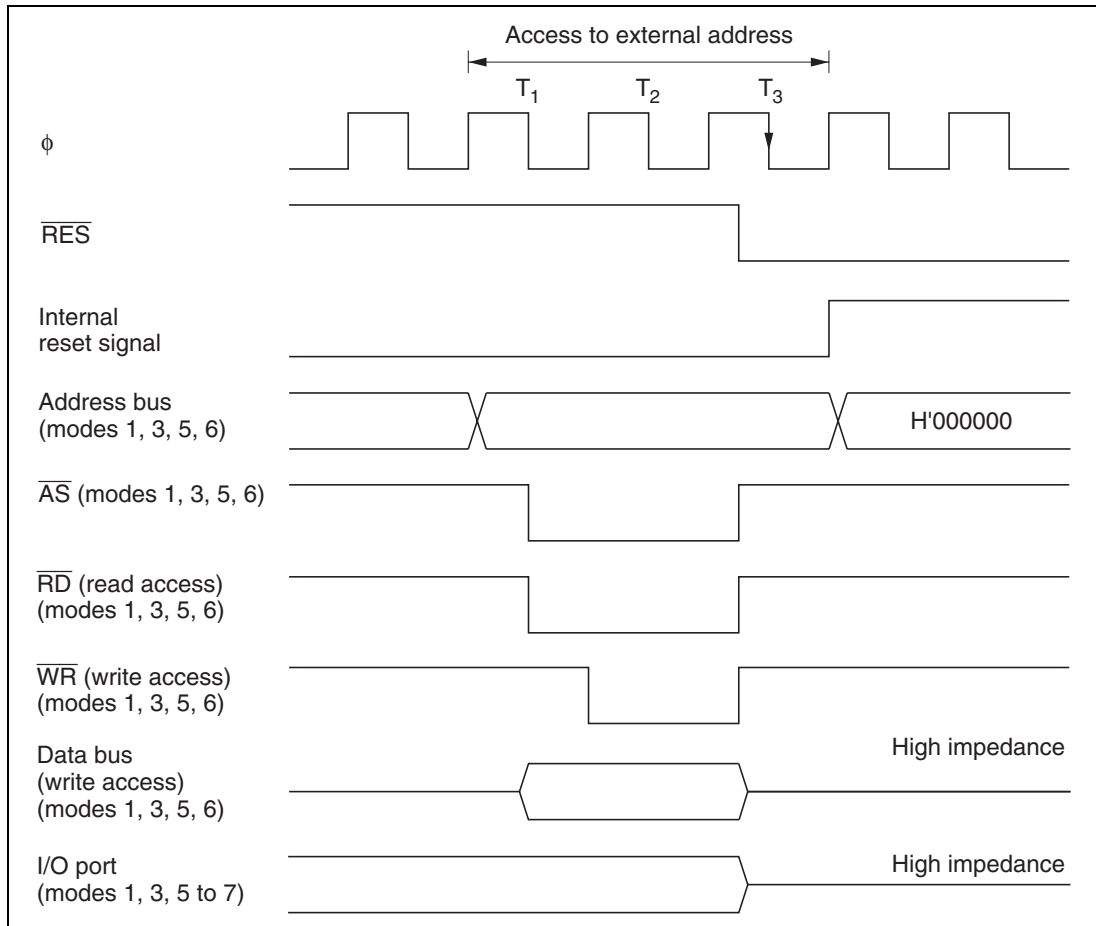 Access to external address
T1 T2 T3
ϕ
RES
Internal
reset signal
Address bus
(modes 1, 3, 5, 6)
H'000000
AS (modes 1, 3, 5, 6)
RD (read access)
(modes 1, 3, 5, 6)
WR (write access)
(modes 1, 3, 5, 6)
Data bus
(write access)
(modes 1, 3, 5, 6)
High impedance
I/O port
(modes 1, 3, 5 to 7)
High impedance